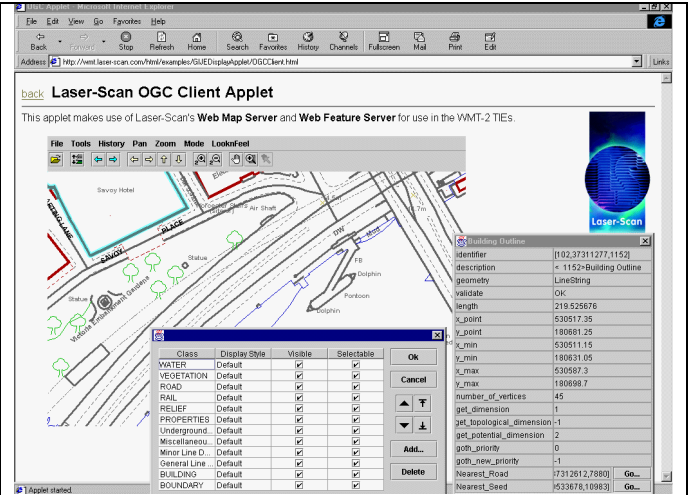 OGC Applet - Microsoft Internet Explorer
File Edit View Go Favorites Help
Back Forward Stop Refresh Home Search Favorites History Channels Fullscreen Mail Print Edit
Address http://wmt.laser-scan.com/html/examples/GIJEDisplayApplet/OGCClient.html Links
back Laser-Scan OGC Client Applet
This applet makes use of Laser-Scan's Web Map Server and Web Feature Server for use in the WMT-2 TIEs.
File Tools History Pan Zoom Mode LooknFeel
Savoy Hotel
Air Shaft
SAVOY PLACE
Statue
Statue
Victoria Embankment Gardens
DW
Mud
FB
Dolphin
Pontoon
Dolphin
Laser-Scan
Class Display Style Visible Selectable
WATER Default
VEGETATION Default
ROAD Default
RAIL Default
RELIEF Default
PROPERTIES Default
Underground... Default
Miscellaneou... Default
Minor Line D... Default
General Line ... Default
BUILDING Default
BOUNDARY Default
Ok
Cancel
Add...
Delete
Building Outline
identifier [102,37311277,1152]
description < 1152>Building Outline
geometry LineString
validate OK
length 219.525676
x_point 530517.35
y_point 180681.25
x_min 530511.15
y_min 180631.05
x_max 530587.3
y_max 180698.7
number_of_vertices 45
get_dimension 1
get_topological_dimension -1
get_potential_dimension 2
goth_priority 0
goth_new_priority -1
Nearest_Road 7312612,7880] Go...
Nearest_Seed 533678,10983] Go...
Applet started.